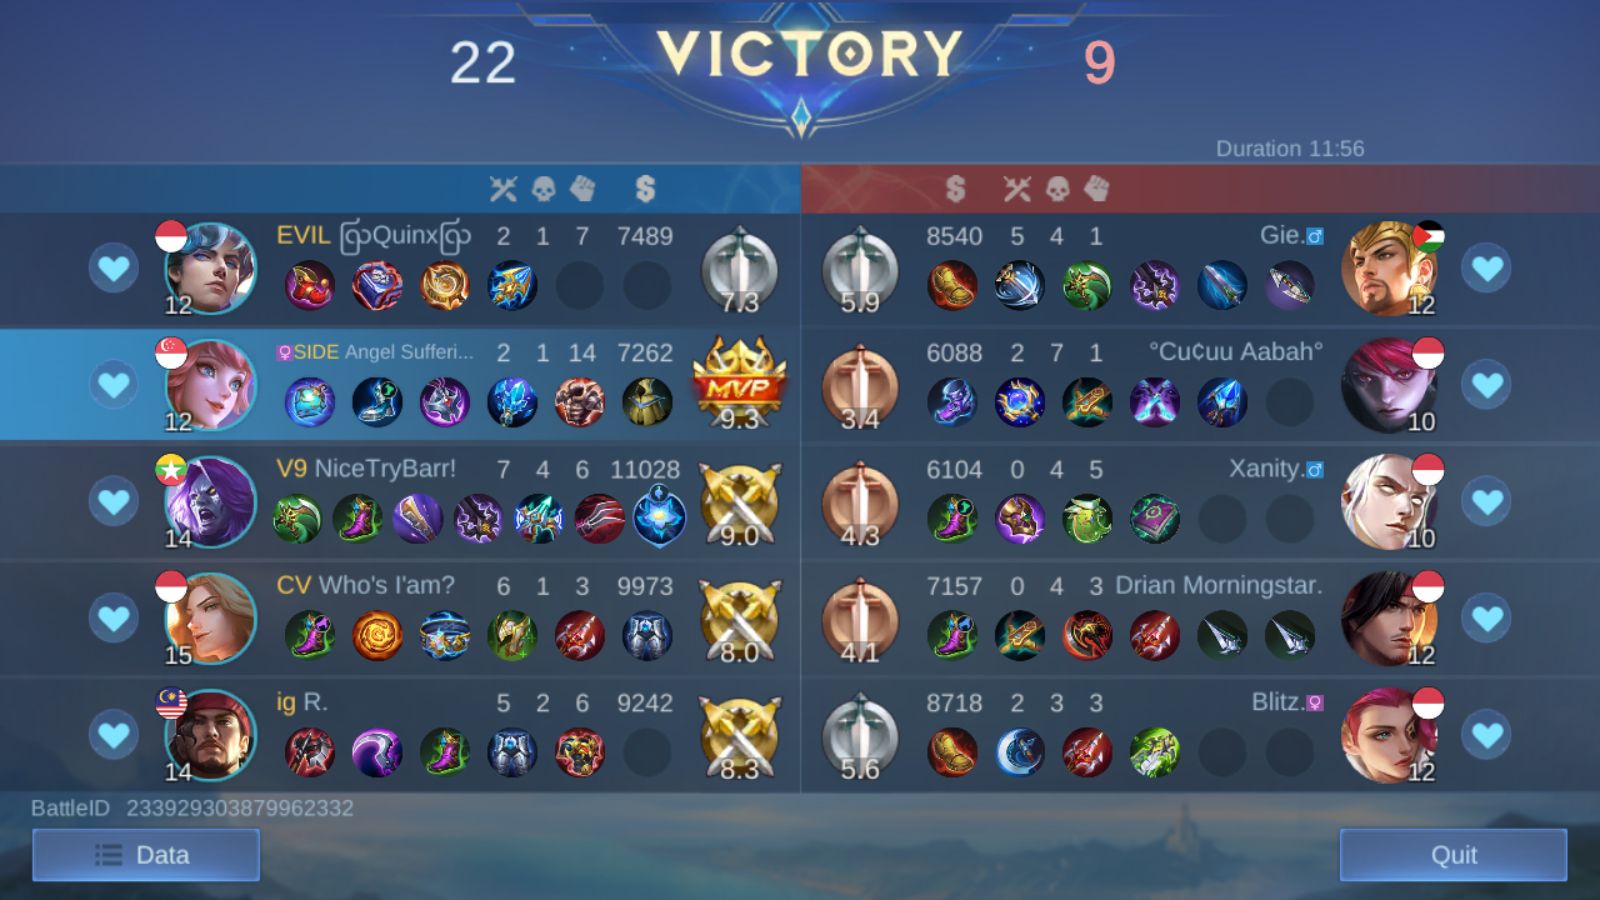 VICTORY
22
9
Duration 11:56
EVIL Quinx 2 1 7 7489
12 7.3
8540 5 4 1 Gie.
5.9 12
SIDE Angel Sufferi... 2 1 14 7262
MVP
12 9.3
6088 2 7 1 °Cu¢uu Aabah°
3.4 10
V9 NiceTryBarr! 7 4 6 11028
14 9.0
6104 0 4 5 Xanity.
4.3 10
CV Who's I'am? 6 1 3 9973
15 8.0
7157 0 4 3 Drian Morningstar.
4.1 12
ig R. 5 2 6 9242
14 8.3
8718 2 3 3 Blitz.
5.6 12
BattleID 233929303879962332
Data
Quit